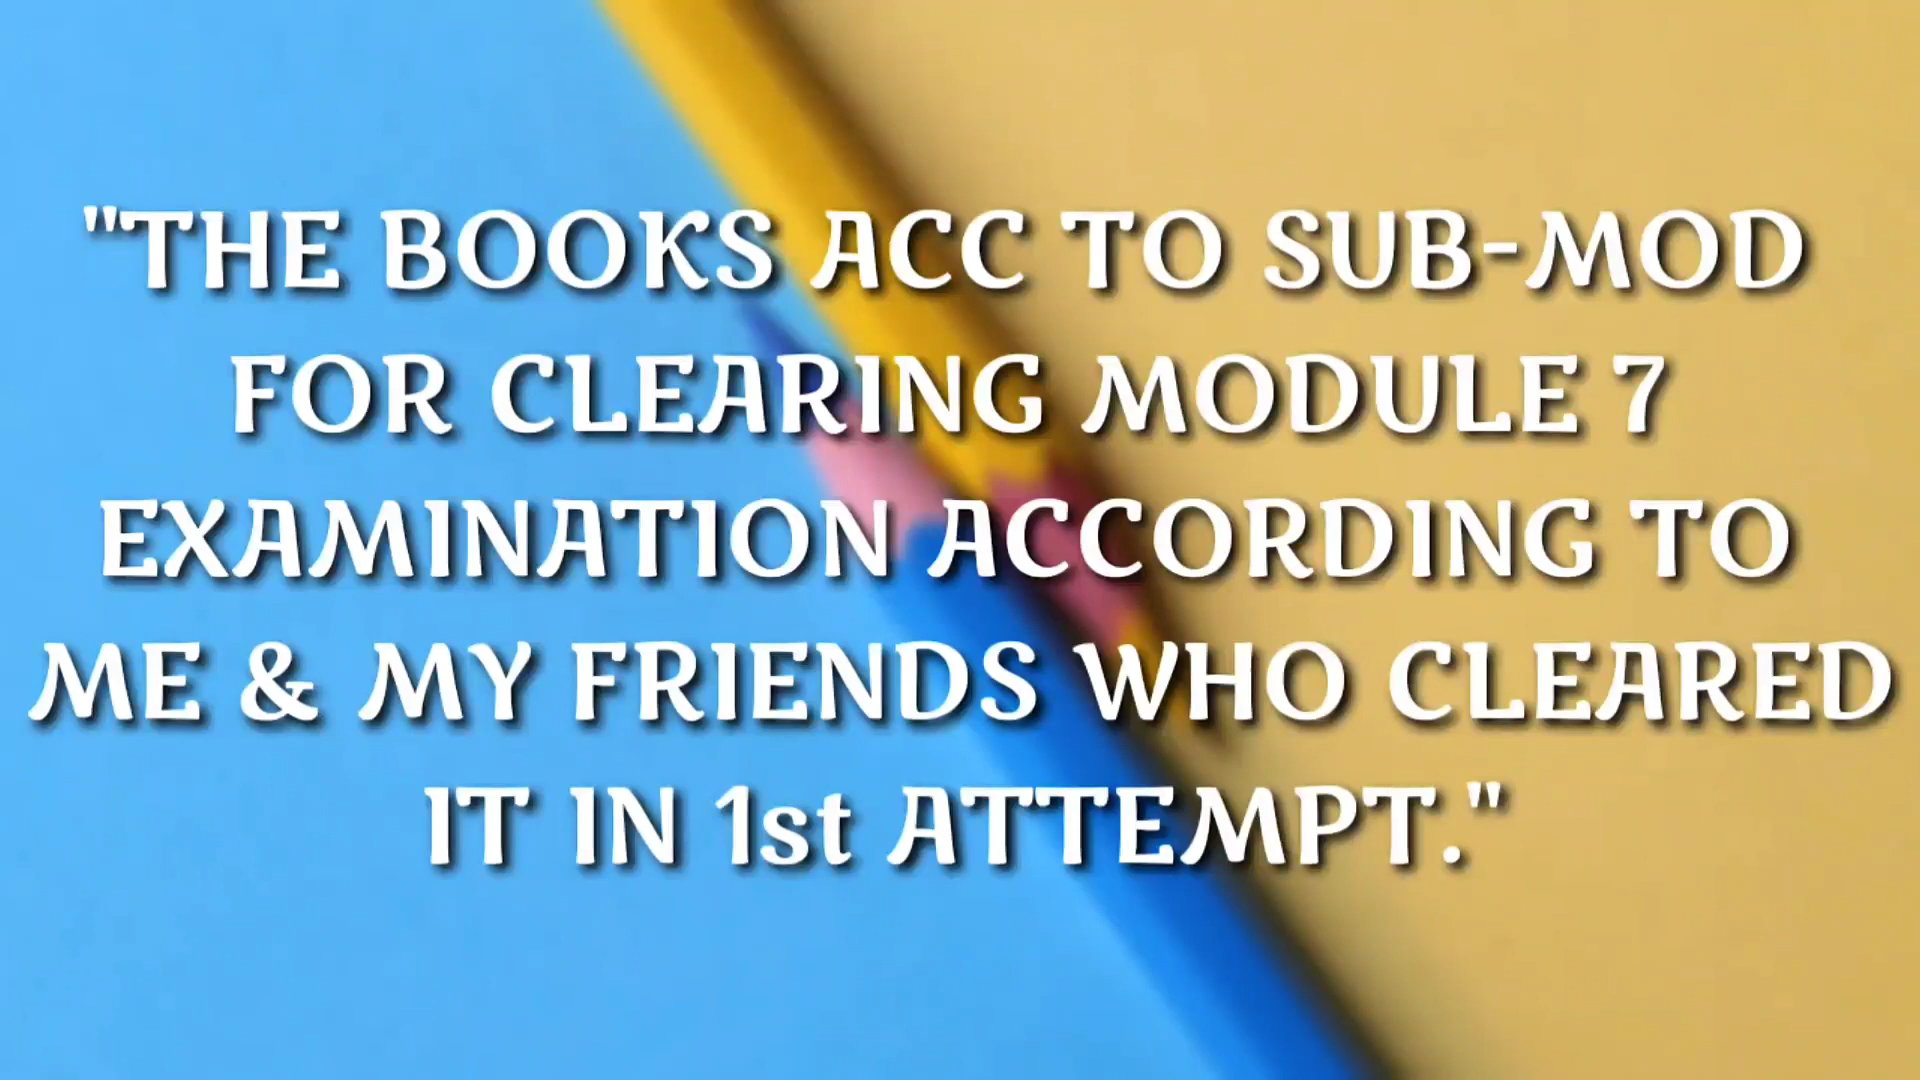 "THE BOOKS ACC TO SUB-MOD
FOR CLEARING MODULE 7
EXAMINATION ACCORDING TO
ME & MY FRIENDS WHO CLEARED
IT IN 1st ATTEMPT."